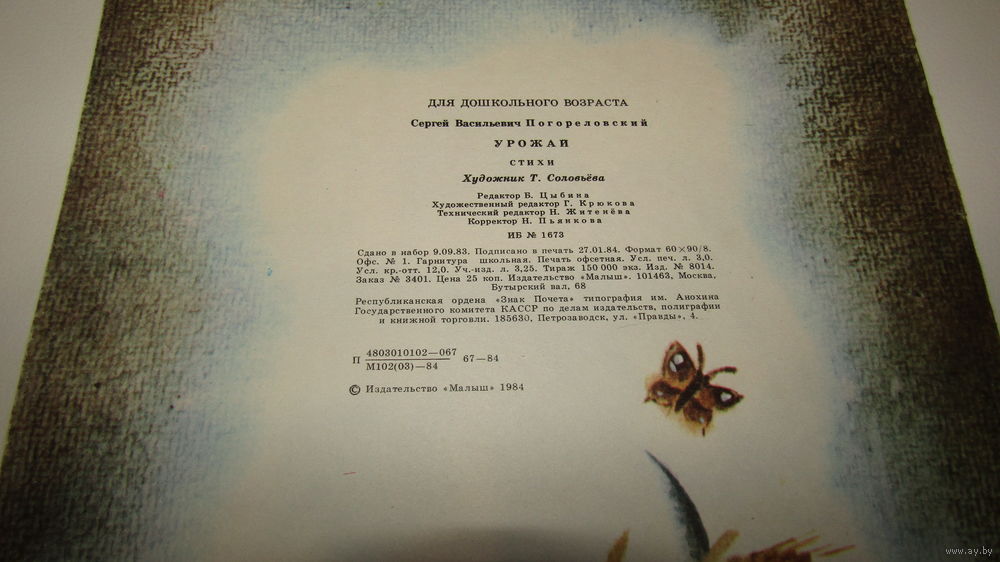 ДЛЯ ДОШКОЛЬНОГО ВОЗРАСТА
Сергей Васильевич Погореловский
УРОЖАЙ
СТИХИ
Художник Т. Соловьёва
Редактор Б. Цыбина
Художественный редактор Г. Крюкова
Технический редактор Н. Житенёва
Корректор Н. Пьянкова
ИБ № 1673
Сдано в набор 9.09.83. Подписано в печать 27.01.84. Формат 60×90/8.
Офс. № 1. Гарнитура школьная. Печать офсетная. Усл. печ. л. 3,0.
Усл. кр.-отт. 12,0. Уч.-изд. л. 3,25. Тираж 150 000 экз. Изд. № 8014.
Заказ № 3401. Цена 25 коп. Издательство «Малыш». 101463, Москва,
Бутырский вал, 68
Республиканская ордена «Знак Почета» типография им. Анохина
Государственного комитета КАССР по делам издательств, полиграфии
и книжной торговли. 185630, Петрозаводск, ул. «Правды», 4.
П 4803010102—067
М102(03)—84 67—84
© Издательство «Малыш» 1984
www.ay.by